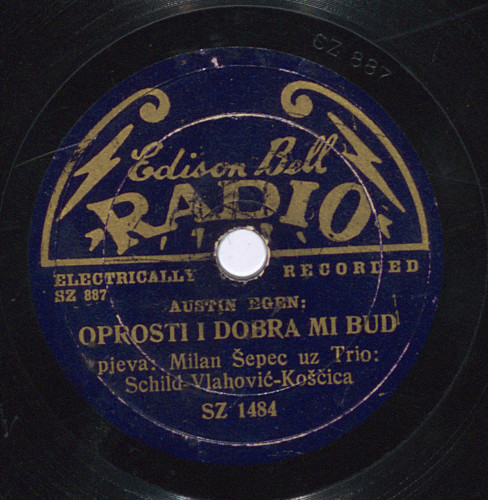 CZ 887
Edison Bell
RADIO
ELECTRICALLY RECORDED
SZ 887
AUSTIN EGEN:
OPROSTI I DOBRA MI BUD
pjeva: Milan Šepec uz Trio:
Schild-Vlahović-Koščica
SZ 1484